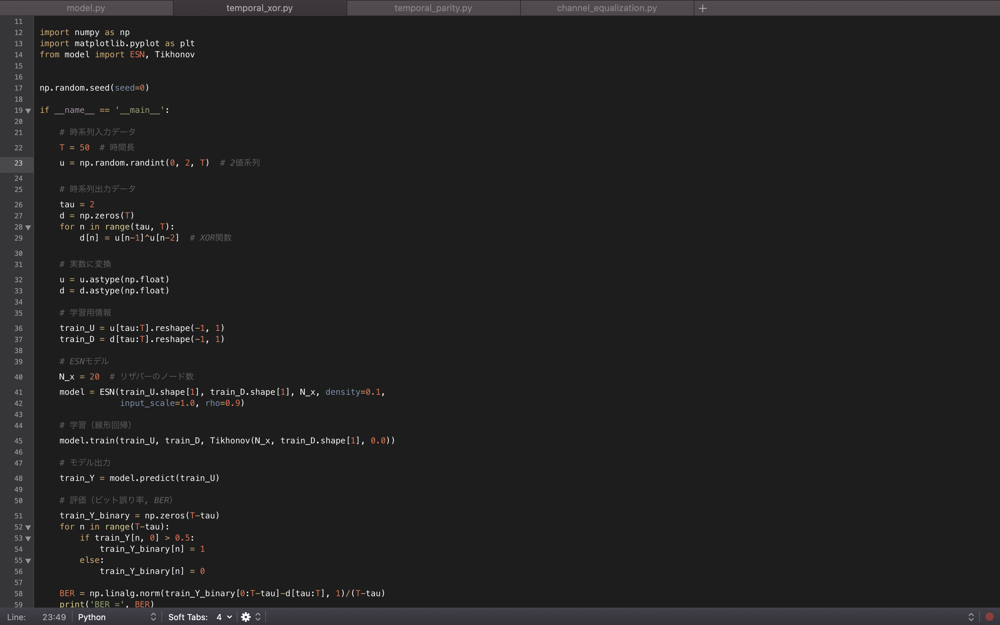 model.py
temporal_xor.py
temporal_parity.py
channel_equalization.py
+
11
12 import numpy as np
13 import matplotlib.pyplot as plt
14 from model import ESN, Tikhonov
15
16
17 np.random.seed(seed=0)
18
19 if __name__ == '__main__':
20
21     # 時系列入力データ
22     T = 50  # 時間長
23     u = np.random.randint(0, 2, T)  # 2値系列
24
25     # 時系列出力データ
26     tau = 2
27     d = np.zeros(T)
28     for n in range(tau, T):
29         d[n] = u[n-1]^u[n-2]  # XOR関数
30
31     # 実数に変換
32     u = u.astype(np.float)
33     d = d.astype(np.float)
34
35     # 学習用情報
36     train_U = u[tau:T].reshape(-1, 1)
37     train_D = d[tau:T].reshape(-1, 1)
38
39     # ESNモデル
40     N_x = 20  # リザバーのノード数
41     model = ESN(train_U.shape[1], train_D.shape[1], N_x, density=0.1,
42                 input_scale=1.0, rho=0.9)
43
44     # 学習（線形回帰）
45     model.train(train_U, train_D, Tikhonov(N_x, train_D.shape[1], 0.0))
46
47     # モデル出力
48     train_Y = model.predict(train_U)
49
50     # 評価（ビット誤り率, BER）
51     train_Y_binary = np.zeros(T-tau)
52     for n in range(T-tau):
53         if train_Y[n, 0] > 0.5:
54             train_Y_binary[n] = 1
55         else:
56             train_Y_binary[n] = 0
57
58     BER = np.linalg.norm(train_Y_binary[0:T-tau]-d[tau:T], 1)/(T-tau)
59     print('BER =', BER)
Line: 23:49 Python Soft Tabs: 4